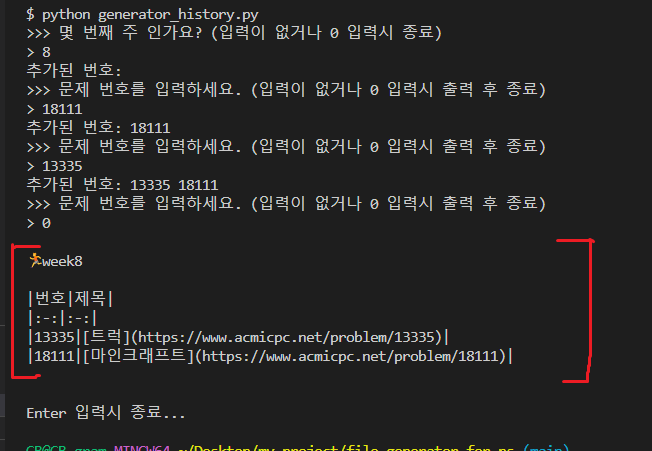 $ python generator_history.py
>>> 몇 번째 주 인가요? (입력이 없거나 0 입력시 종료)
> 8
추가된 번호:
>>> 문제 번호를 입력하세요. (입력이 없거나 0 입력시 출력 후 종료)
> 18111
추가된 번호: 18111
>>> 문제 번호를 입력하세요. (입력이 없거나 0 입력시 출력 후 종료)
> 13335
추가된 번호: 13335 18111
>>> 문제 번호를 입력하세요. (입력이 없거나 0 입력시 출력 후 종료)
> 0
🏃week8
|번호|제목|
|:-:|:-:|
|13335|[트럭](https://www.acmicpc.net/problem/13335)|
|18111|[마인크래프트](https://www.acmicpc.net/problem/18111)|
Enter 입력시 종료...